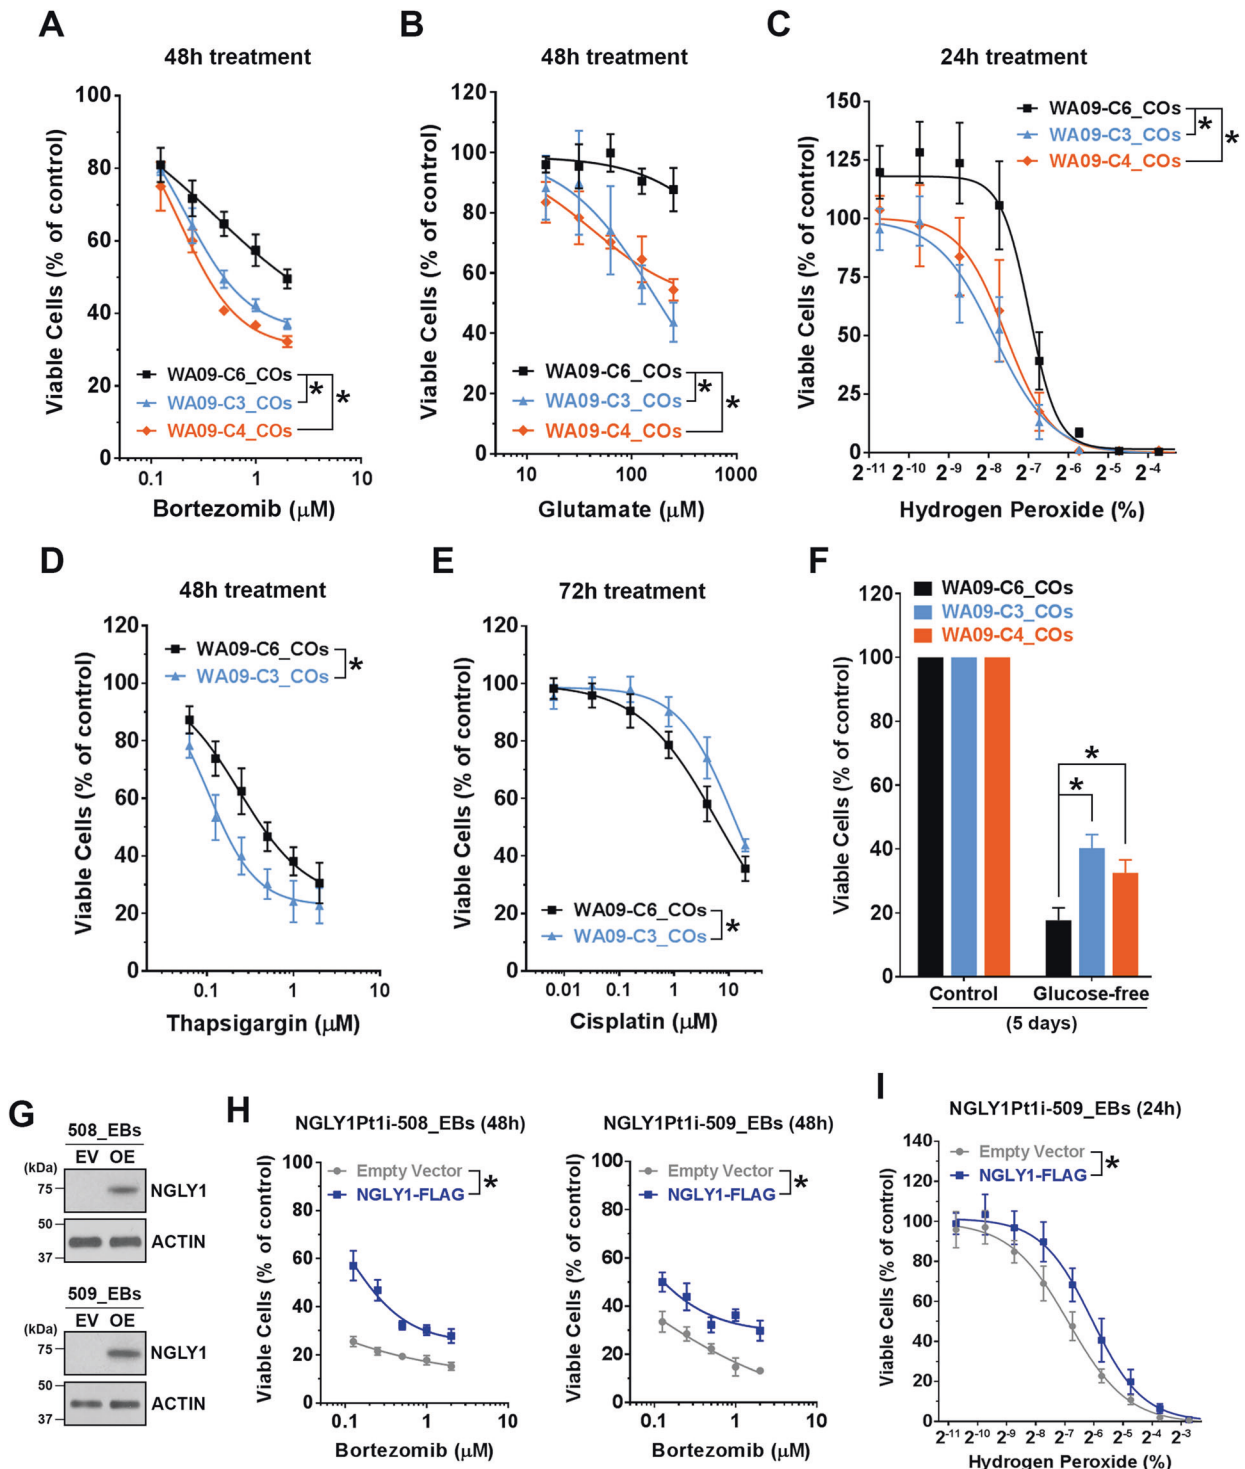 A
48h treatment
Viable Cells (% of control)
100
80
60
40
20
0
WA09-C6_COs
WA09-C3_COs
WA09-C4_COs
*
*
0.1
1
10
Bortezomib (μM)
B
48h treatment
Viable Cells (% of control)
120
100
80
60
40
20
0
WA09-C6_COs
WA09-C3_COs
WA09-C4_COs
*
*
10
100
1000
Glutamate (μM)
C
24h treatment
Viable Cells (% of control)
150
125
100
75
50
25
0
WA09-C6_COs
WA09-C3_COs
WA09-C4_COs
*
*
2-11 2-10 2-9 2-8 2-7 2-6 2-5 2-4
Hydrogen Peroxide (%)
D
48h treatment
Viable Cells (% of control)
120
100
80
60
40
20
0
WA09-C6_COs
WA09-C3_COs
*
0.1
1
10
Thapsigargin (μM)
E
72h treatment
Viable Cells (% of control)
120
100
80
60
40
20
0
WA09-C6_COs
WA09-C3_COs
*
0.01
0.1
1
10
Cisplatin (μM)
F
WA09-C6_COs
WA09-C3_COs
WA09-C4_COs
Viable Cells (% of control)
120
100
80
60
40
20
0
*
*
Control
Glucose-free
(5 days)
G
508_EBs
(kDa)
EV OE
75
NGLY1
50
ACTIN
37
509_EBs
(kDa)
EV OE
75
NGLY1
50
ACTIN
37
H
NGLY1Pt1i-508_EBs (48h)
Viable Cells (% of control)
100
80
60
40
20
0
Empty Vector
NGLY1-FLAG
*
0.1
1
10
Bortezomib (μM)
NGLY1Pt1i-509_EBs (48h)
Viable Cells (% of control)
100
80
60
40
20
0
Empty Vector
NGLY1-FLAG
*
0.1
1
10
Bortezomib (μM)
I
NGLY1Pt1i-509_EBs (24h)
Viable Cells (% of control)
140
120
100
80
60
40
20
0
Empty Vector
NGLY1-FLAG
*
2-11 2-10 2-9 2-8 2-7 2-6 2-5 2-4 2-3
Hydrogen Peroxide (%)